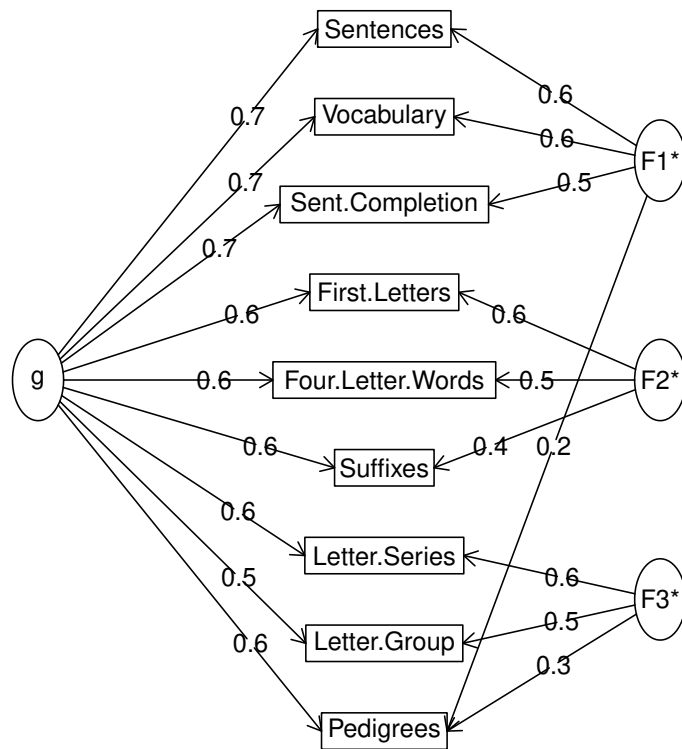 Sentences
0.6
0.7
Vocabulary
0.6
F1*
0.7
Sent.Completion
0.5
0.7
First.Letters
0.6
0.6
g
0.6
Four.Letter.Words
0.5
F2*
0.6
Suffixes
0.4
0.2
0.6
Letter.Series
0.6
F3*
0.5
Letter.Group
0.5
0.6
0.3
Pedigrees